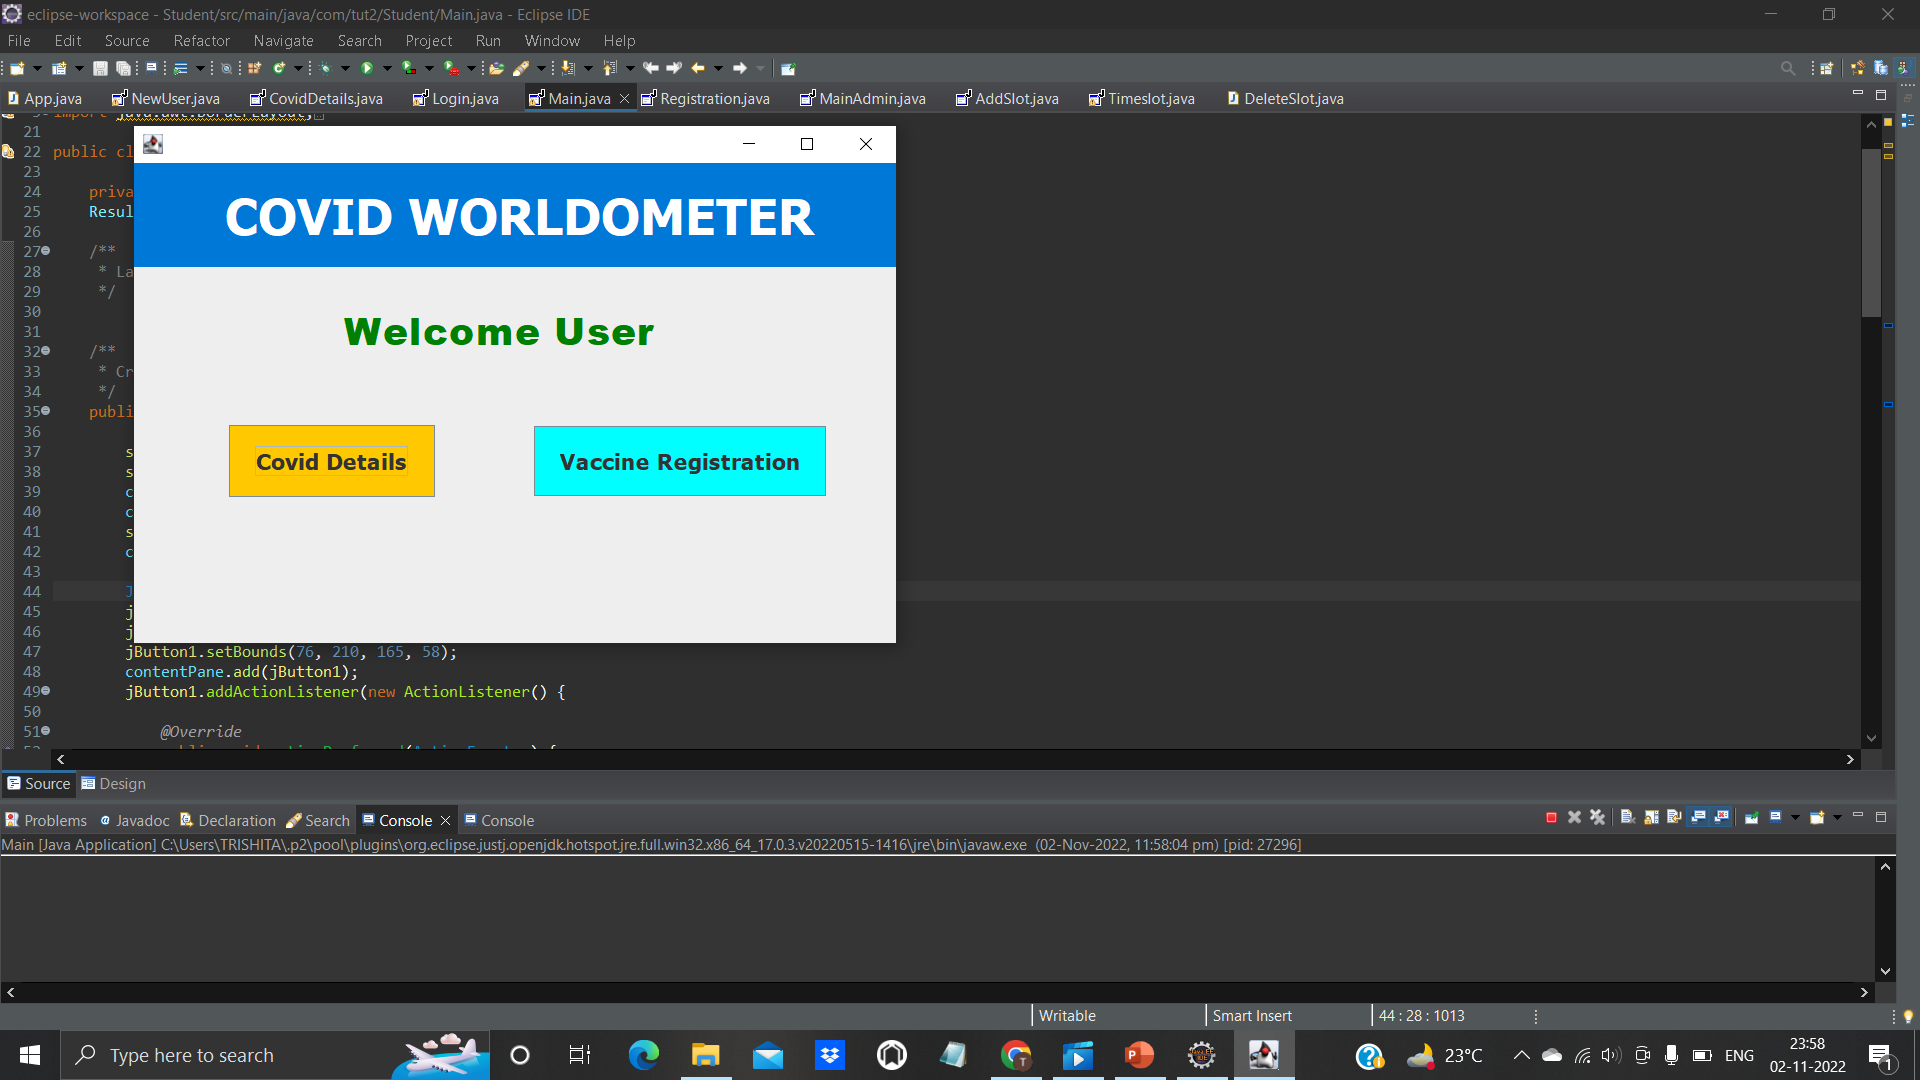 eclipse-workspace - Student/src/main/java/com/tut2/Student/Main.java - Eclipse IDE
File Edit Source Refactor Navigate Search Project Run Window Help
App.java NewUser.java CovidDetails.java Login.java Main.java Registration.java MainAdmin.java AddSlot.java Timeslot.java DeleteSlot.java
21
22 public cl
23
24 priva
25 Resul
26
27 /**
28 * La
29 */
30
31
32 /**
33 * Cr
34 */
35 publi
36
37 s
38 s
39 c
40 c
41 s
42 c
43
44 J
45 j
46 j
47 jButton1.setBounds(76, 210, 165, 58);
48 contentPane.add(jButton1);
49 jButton1.addActionListener(new ActionListener() {
50
51 @Override
COVID WORLDOMETER
Welcome User
Covid Details
Vaccine Registration
Source Design
Problems Javadoc Declaration Search Console Console
Main [Java Application] C:\Users\TRISHITA\.p2\pool\plugins\org.eclipse.justj.openjdk.hotspot.jre.full.win32.x86_64_17.0.3.v20220515-1416\jre\bin\javaw.exe (02-Nov-2022, 11:58:04 pm) [pid: 27296]
Writable Smart Insert 44 : 28 : 1013
Type here to search
23°C
ENG
23:58
02-11-2022
1